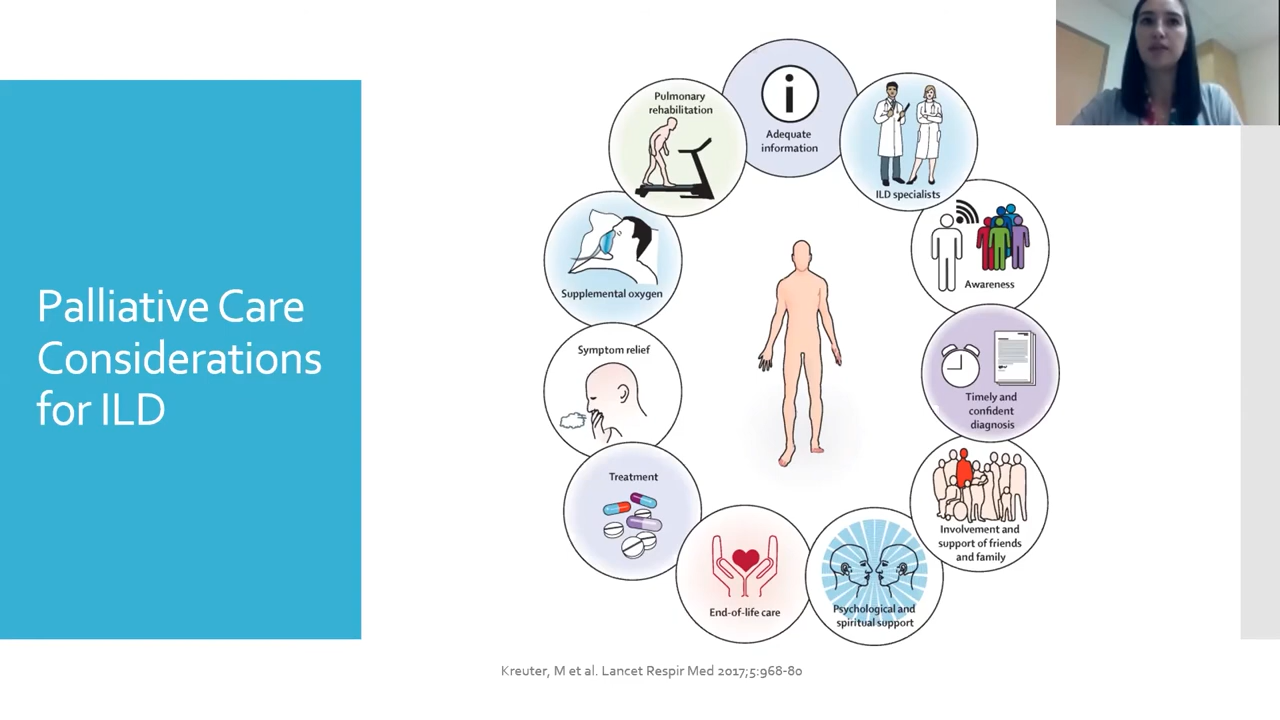 Palliative Care
Considerations
for ILD
Adequate
information
ILD specialists
Awareness
Timely and
confident
diagnosis
Involvement and
support of friends
and family
Psychological and
spiritual support
End-of-life care
Treatment
Symptom relief
Supplemental oxygen
Pulmonary
rehabilitation
Kreuter, M et al. Lancet Respir Med 2017;5:968-80